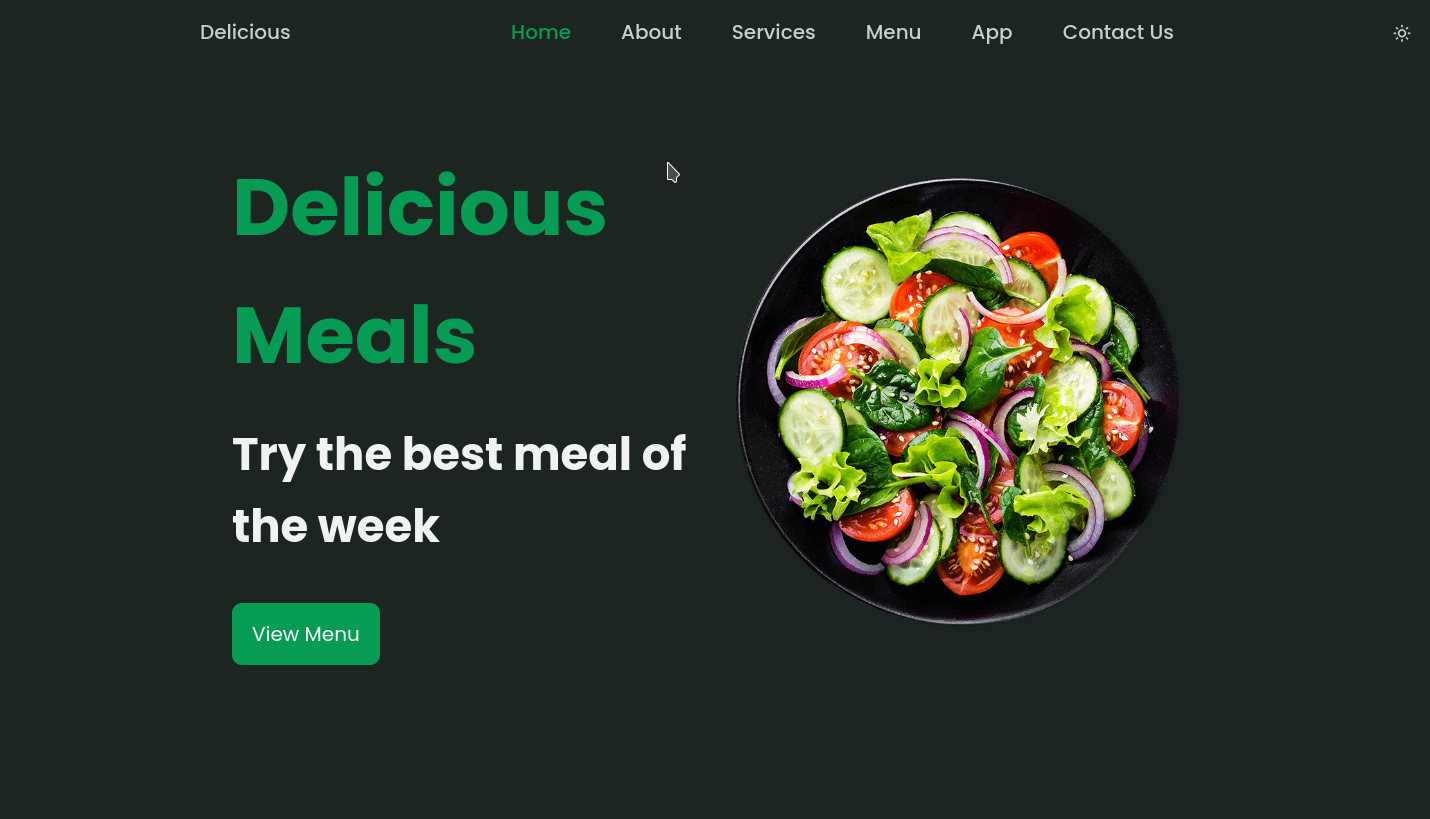 Delicious
Home About Services Menu App Contact Us
Delicious
Meals
Try the best meal of
the week
View Menu